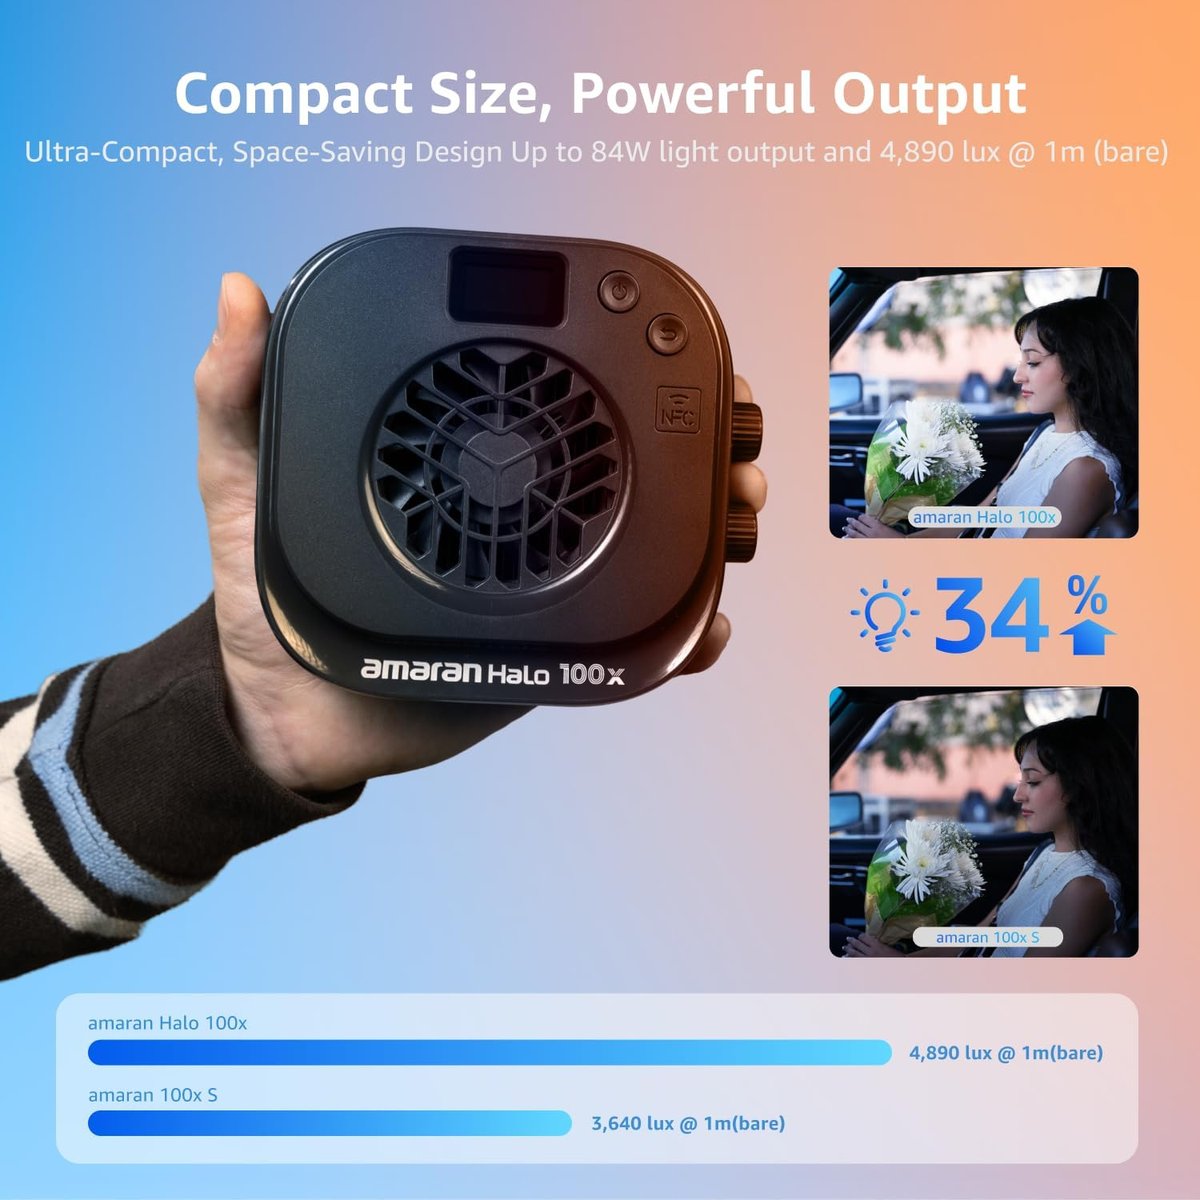 Compact Size, Powerful Output
Ultra-Compact, Space-Saving Design Up to 84W light output and 4,890 lux @ 1m (bare)
NFC
amaran Halo 100x
amaran Halo 100x
34%
amaran 100x S
amaran Halo 100x
4,890 lux @ 1m(bare)
amaran 100x S
3,640 lux @ 1m(bare)